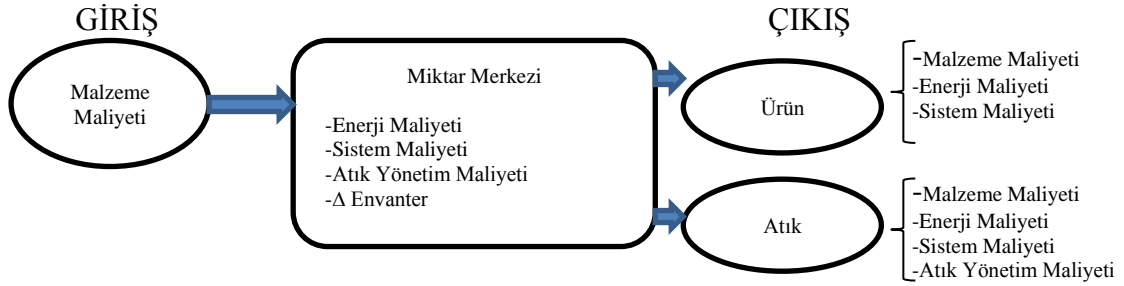 GİRİŞ
Malzeme
Maliyeti
Miktar Merkezi
-Enerji Maliyeti
-Sistem Maliyeti
-Atık Yönetim Maliyeti
-Δ Envanter
ÇIKIŞ
Ürün
-Malzeme Maliyeti
-Enerji Maliyeti
-Sistem Maliyeti
Atık
-Malzeme Maliyeti
-Enerji Maliyeti
-Sistem Maliyeti
-Atık Yönetim Maliyeti